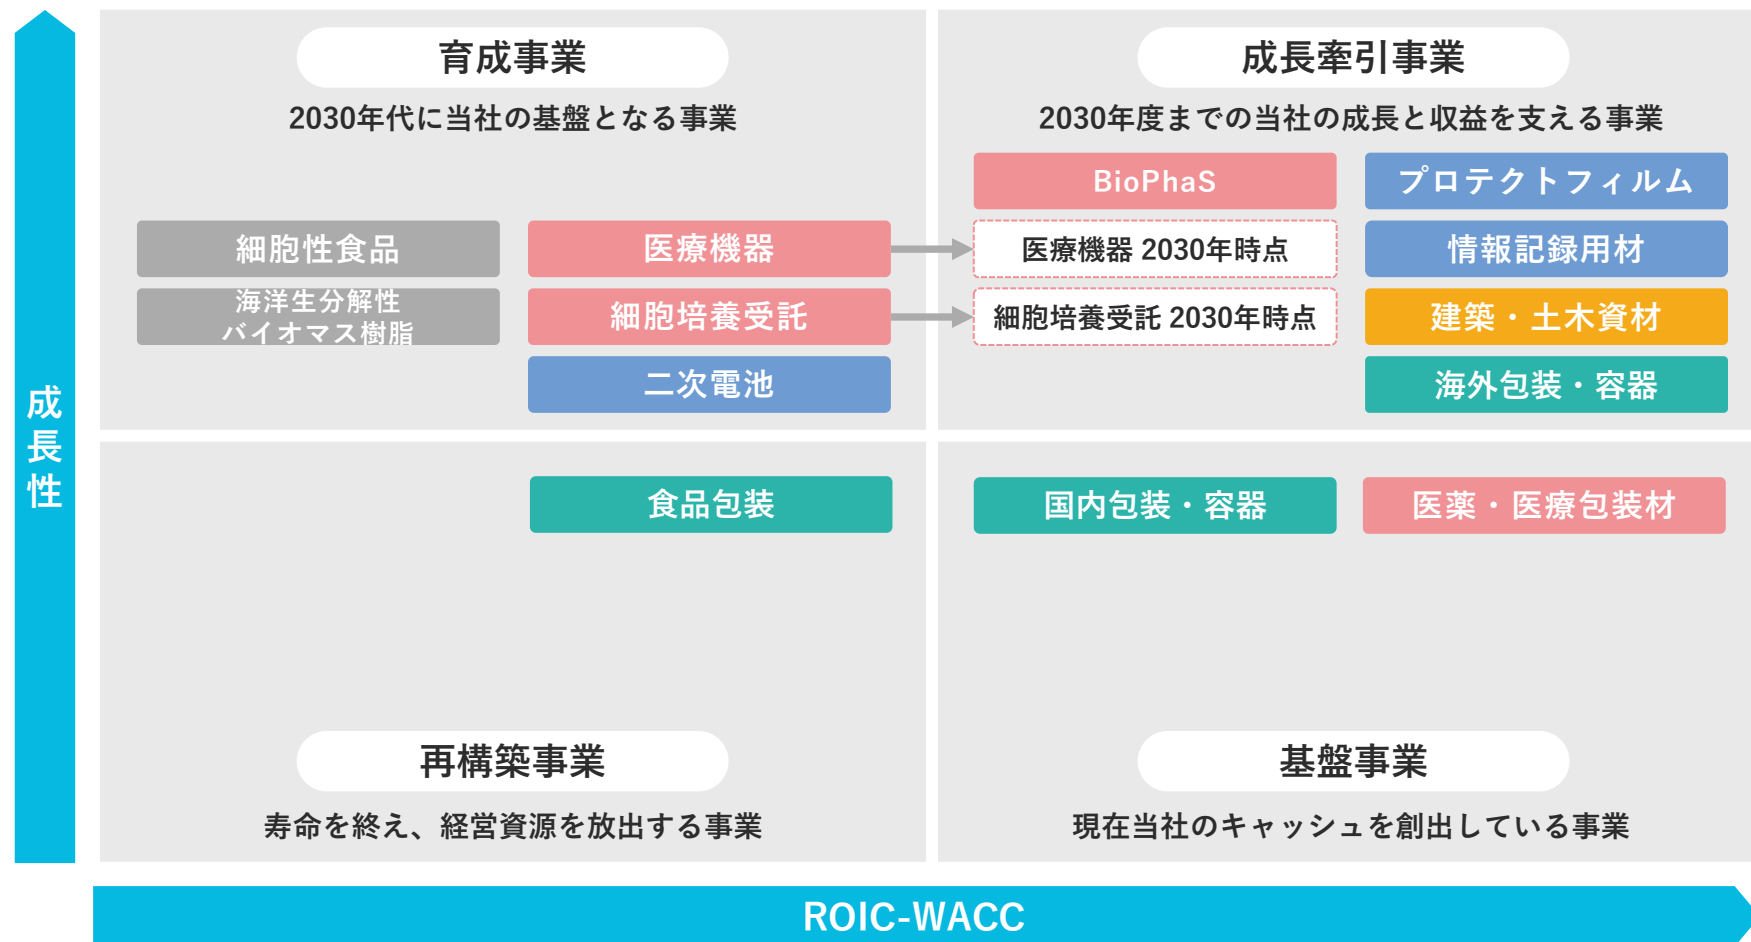 成長性
育成事業
2030年代に当社の基盤となる事業
細胞性食品
医療機器
海洋生分解性
バイオマス樹脂
細胞培養受託
二次電池
成長牽引事業
2030年度までの当社の成長と収益を支える事業
BioPhaS
プロテクトフィルム
医療機器 2030年時点
情報記録用材
細胞培養受託 2030年時点
建築・土木資材
海外包装・容器
食品包装
再構築事業
寿命を終え、経営資源を放出する事業
国内包装・容器
医薬・医療包装材
基盤事業
現在当社のキャッシュを創出している事業
ROIC-WACC